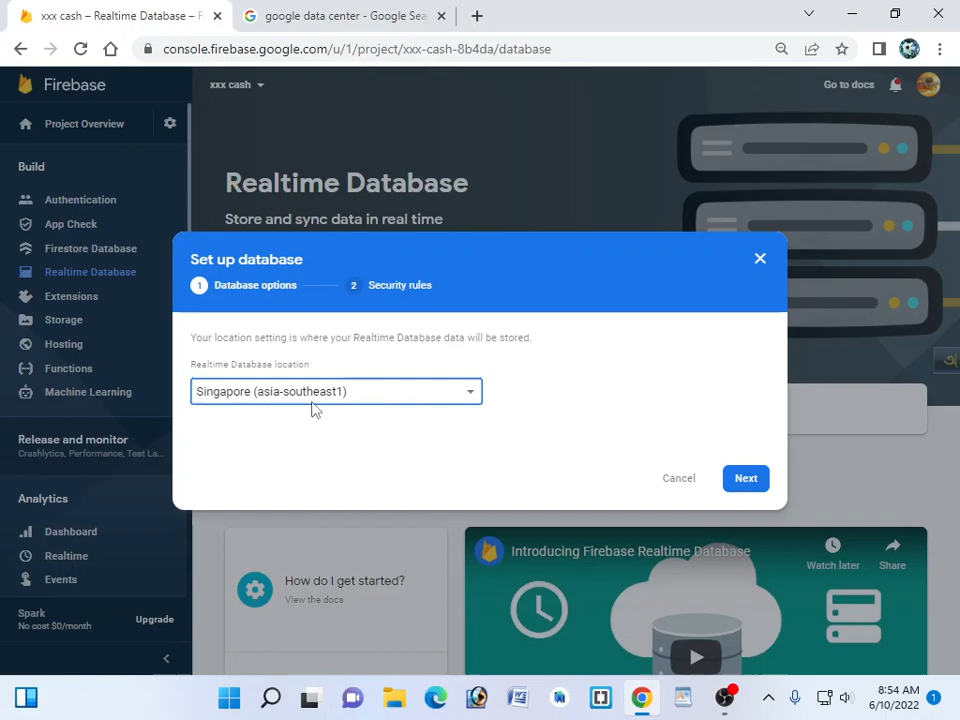 xxx cash – Realtime Database – F
google data center - Google Sea
console.firebase.google.com/u/1/project/xxx-cash-8b4da/database
Firebase
xxx cash
Go to docs
Project Overview
Build
Authentication
App Check
Firestore Database
Realtime Database
Extensions
Storage
Hosting
Functions
Machine Learning
Release and monitor
Crashlytics, Performance, Test La...
Analytics
Dashboard
Realtime
Events
Spark
No cost $0/month
Upgrade
Realtime Database
Store and sync data in real time
Set up database
1 Database options
2 Security rules
Your location setting is where your Realtime Database data will be stored.
Realtime Database location
Singapore (asia-southeast1)
Cancel
Next
How do I get started?
View the docs
Introducing Firebase Realtime Database
Watch later
Share
8:54 AM
6/10/2022
1